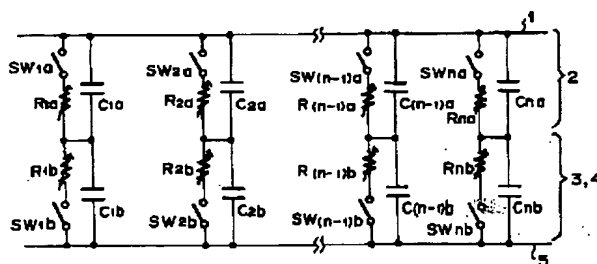 1
SW1a SW2a SW(n-1)a SWna
R1a C1a R2a C2a R(n-1)a C(n-1)a Rna Cna 2
R1b C1b R2b C2b R(n-1)b C(n-1)b Rnb Cnb 3,4
SW1b SW2b SW(n-1)b SWnb
5